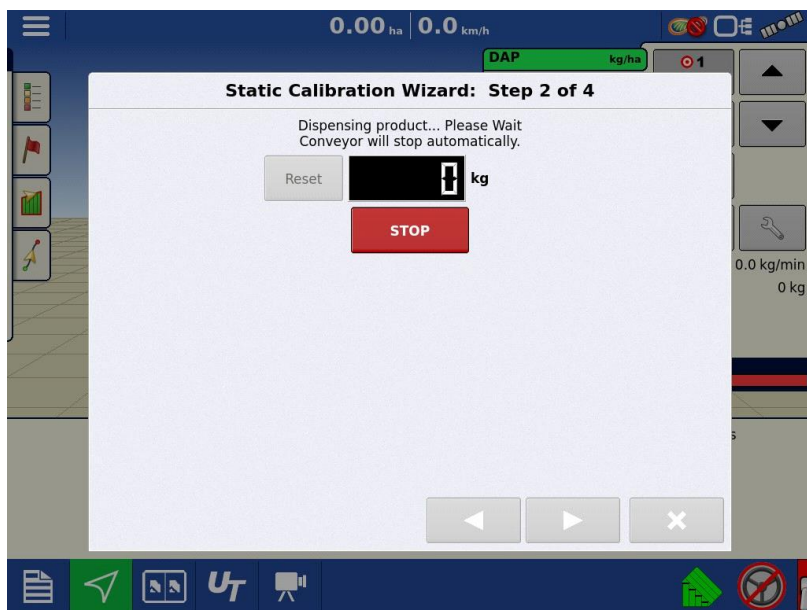 0.00 ha 0.0 km/h
DAP kg/ha
1
Static Calibration Wizard: Step 2 of 4
Dispensing product... Please Wait
Conveyor will stop automatically.
Reset kg
STOP
0.0 kg/min
0 kg
UT